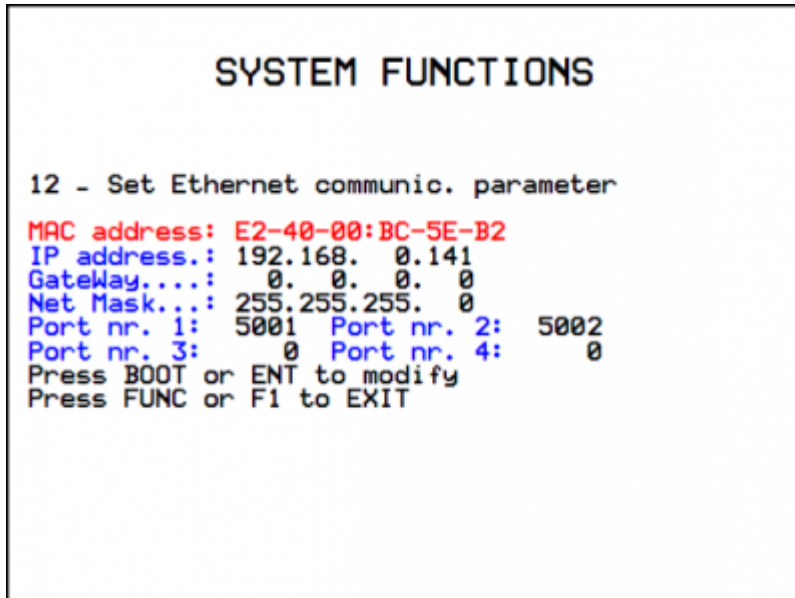 SYSTEM FUNCTIONS
12 - Set Ethernet communic. parameter
MAC address: E2-40-00:BC-5E-B2
IP address.: 192.168.  0.141
GateWay....:   0.  0.  0.  0
Net Mask...: 255.255.255.  0
Port nr. 1:  5001  Port nr. 2:  5002
Port nr. 3:     0  Port nr. 4:     0
Press BOOT or ENT to modify
Press FUNC or F1 to EXIT